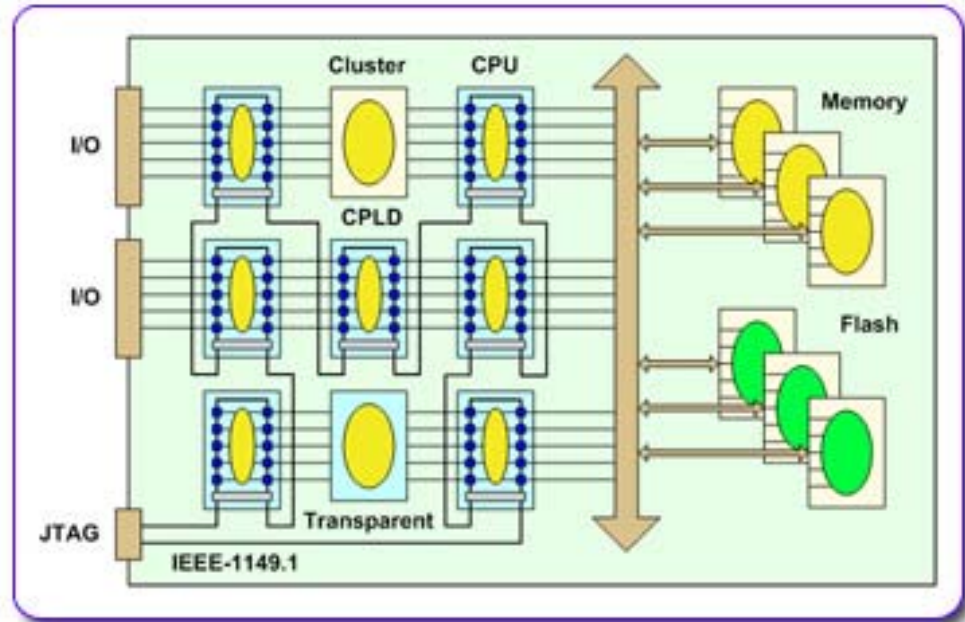 Cluster
CPU
Memory
I/O
CPLD
I/O
Flash
Transparent
JTAG
IEEE-1149.1